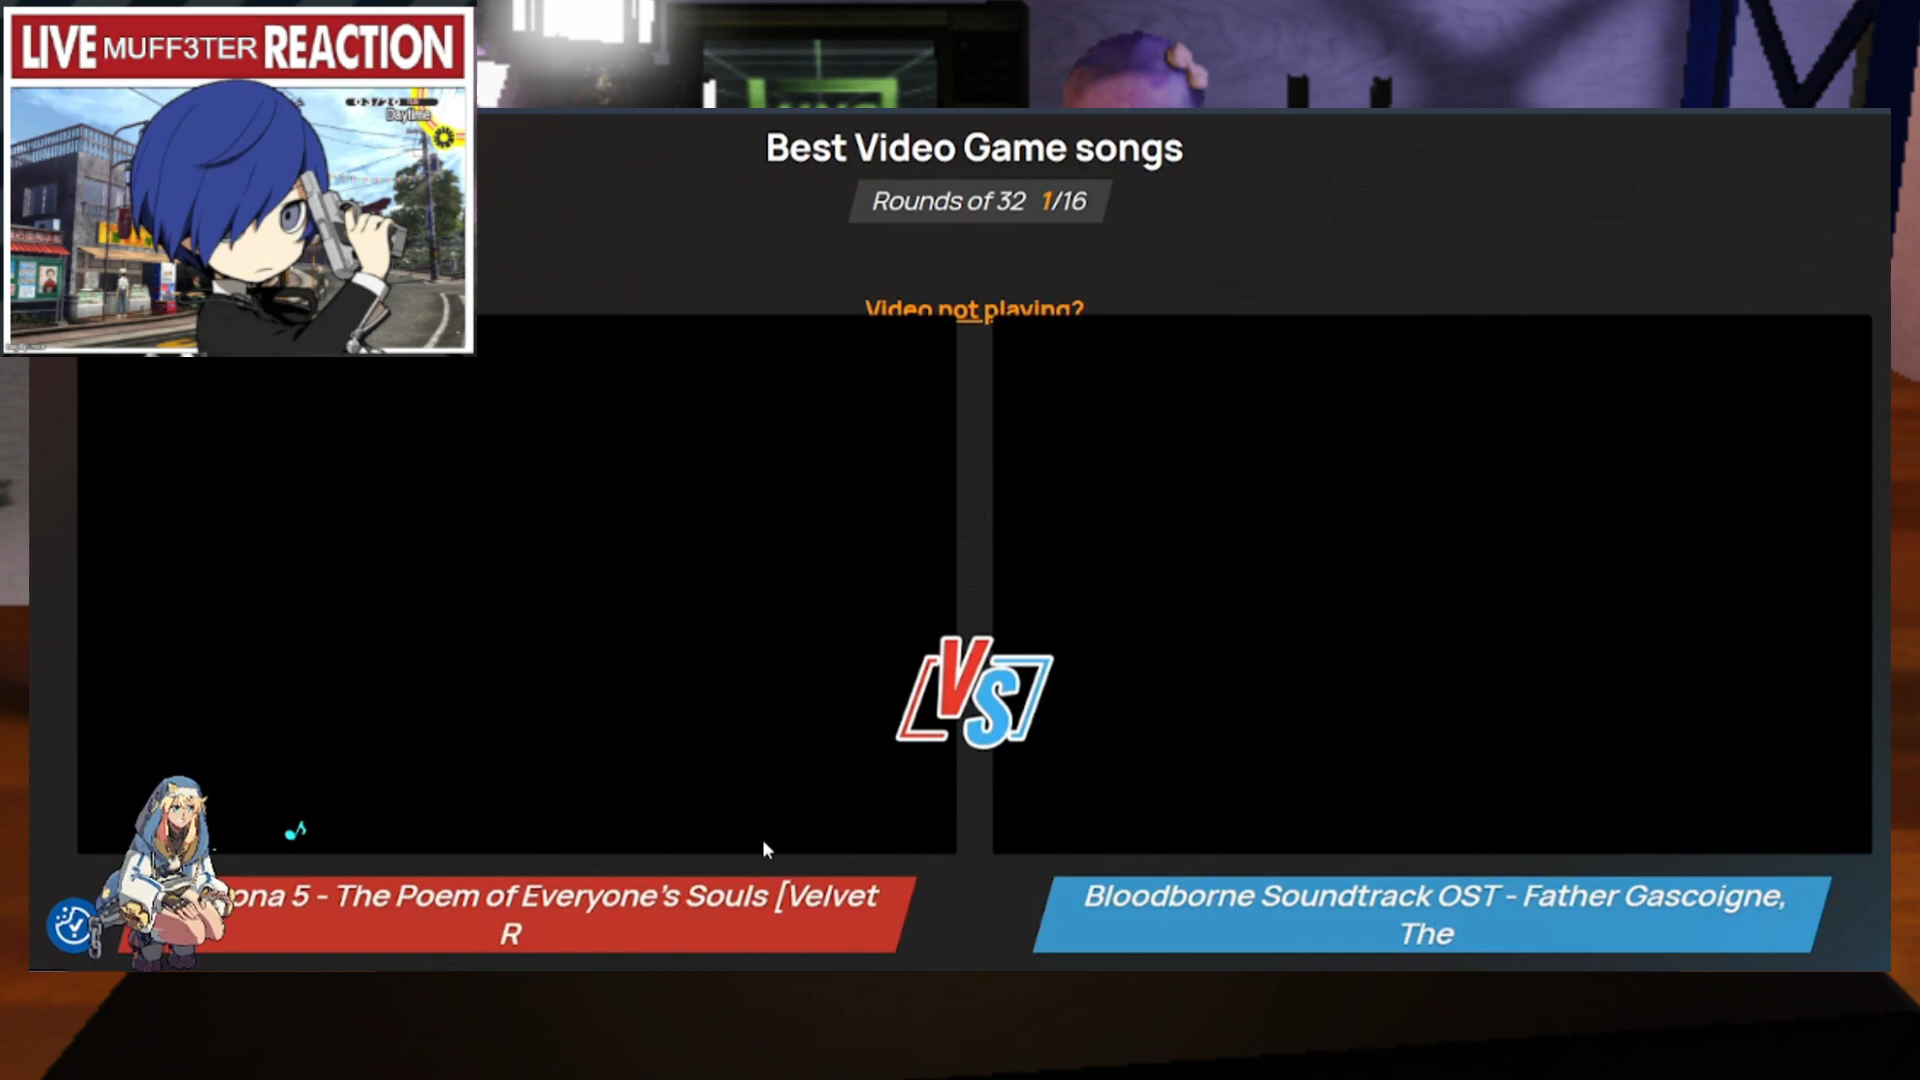 LIVE MUFF3TER REACTION
Daytime
Best Video Game songs
Rounds of 32 1/16
Video not playing?
VS
ona 5 - The Poem of Everyone's Souls [Velvet
R
Bloodborne Soundtrack OST - Father Gascoigne,
The